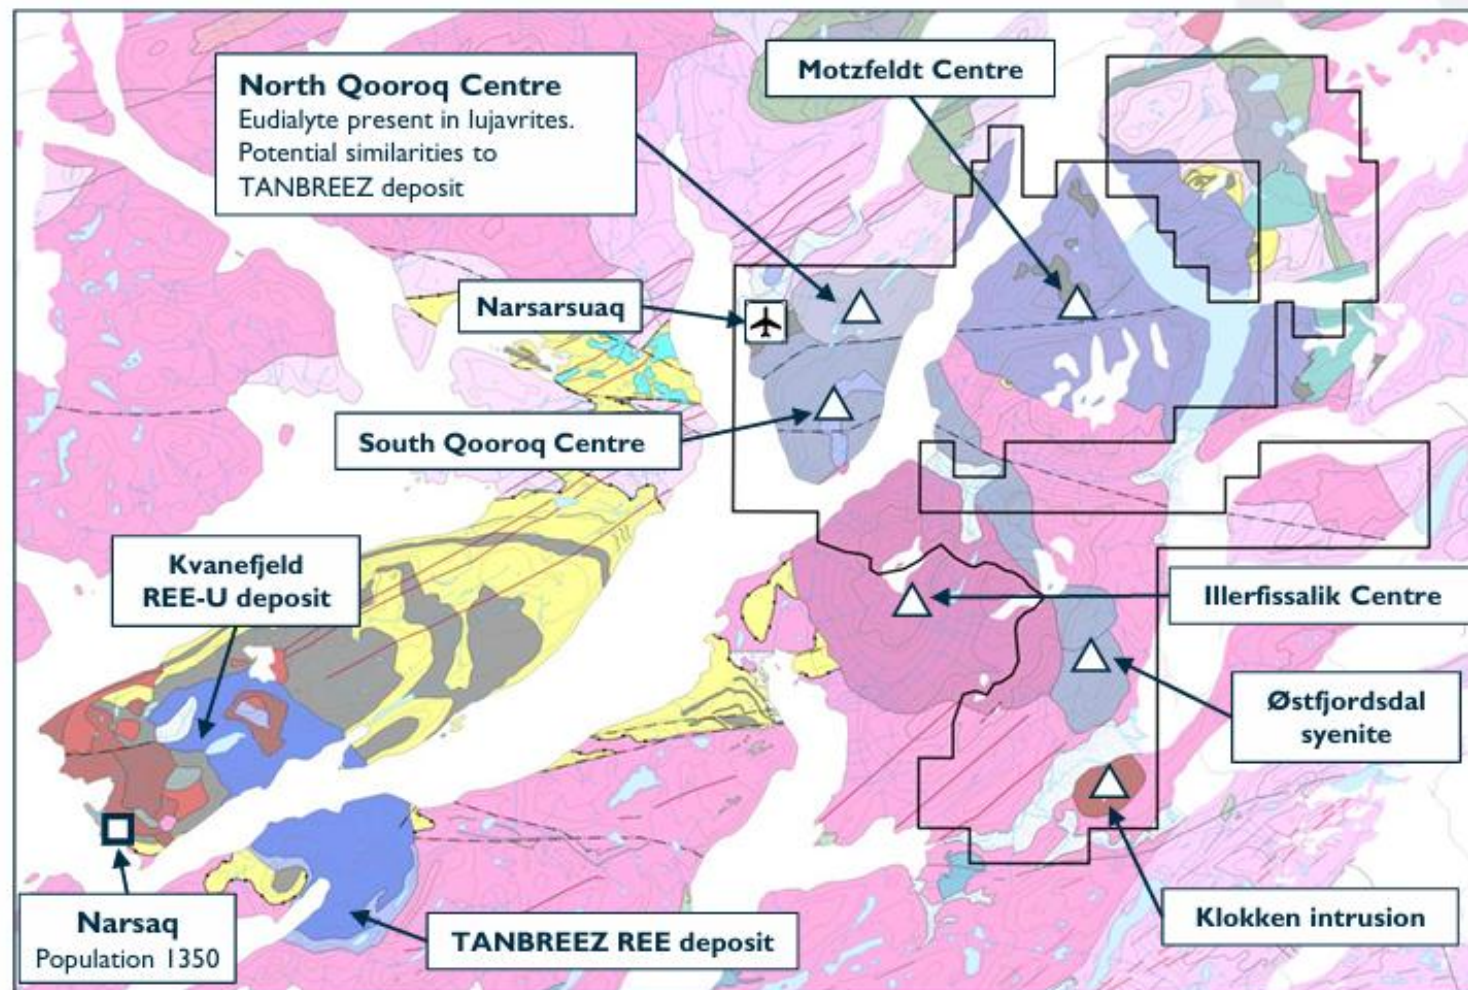 North Qooroq Centre
Eudialyte present in lujavrites.
Potential similarities to
TANBREEZ deposit
Motzfeldt Centre
Narsarsuaq
South Qooroq Centre
Kvanefjeld
REE-U deposit
Illerfissalik Centre
Østfjordsdal
syenite
Narsaq
Population 1350
TANBREEZ REE deposit
Klokken intrusion